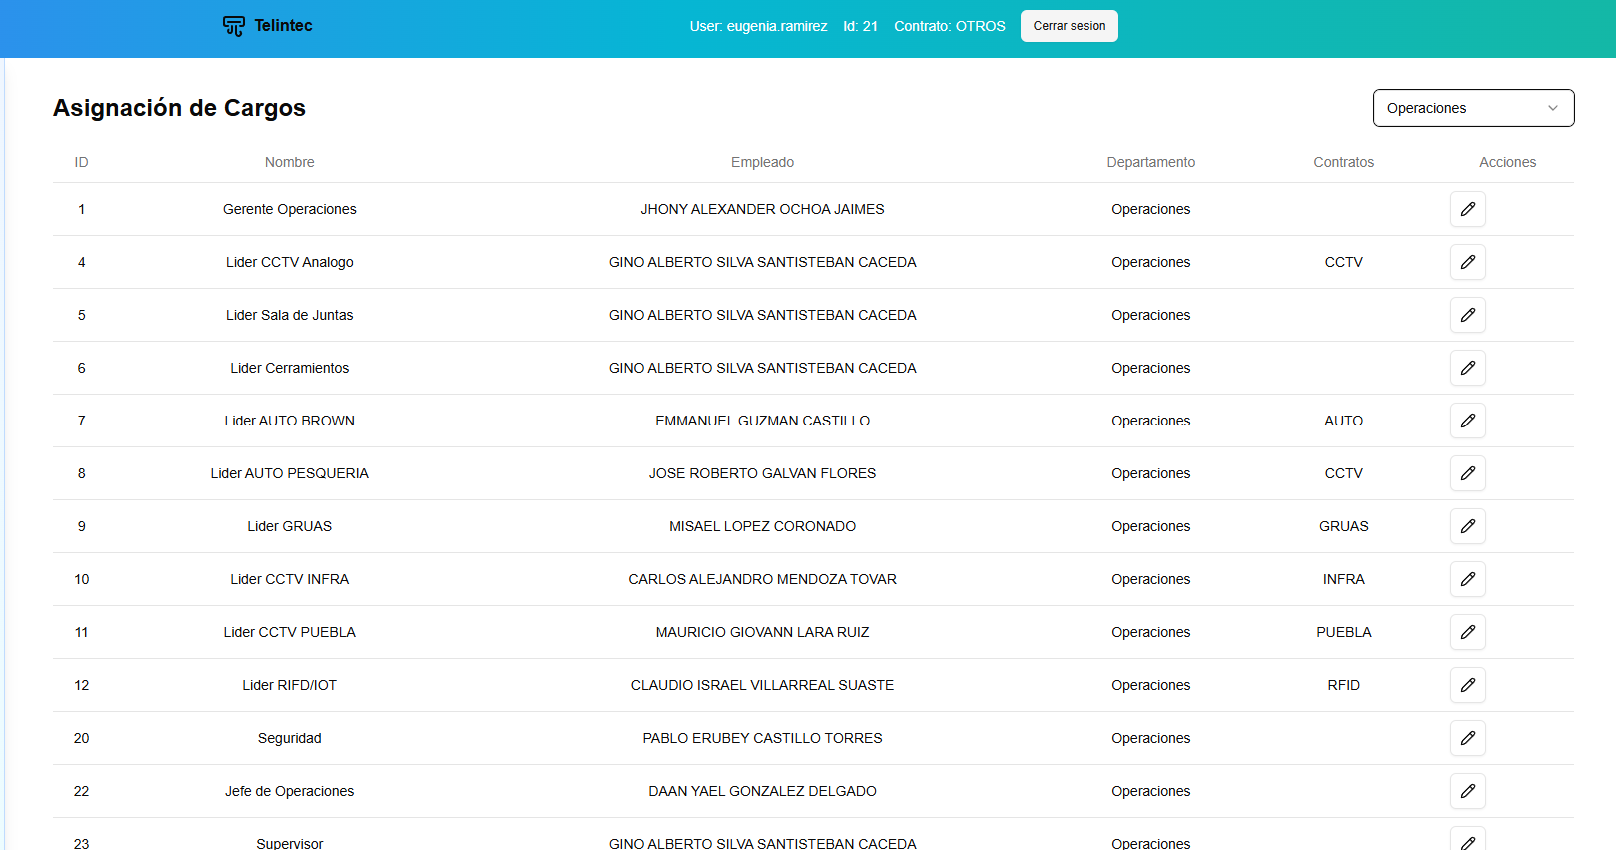 Telintec
User: eugenia.ramirez Id: 21 Contrato: OTROS Cerrar sesion
Asignación de Cargos Operaciones
ID Nombre Empleado Departamento Contratos Acciones
1 Gerente Operaciones JHONY ALEXANDER OCHOA JAIMES Operaciones
4 Lider CCTV Analogo GINO ALBERTO SILVA SANTISTEBAN CACEDA Operaciones CCTV
5 Lider Sala de Juntas GINO ALBERTO SILVA SANTISTEBAN CACEDA Operaciones
6 Lider Cerramientos GINO ALBERTO SILVA SANTISTEBAN CACEDA Operaciones
7 Lider AUTO BROWN EMMANUEL GUZMAN CASTILLO Operaciones AUTO
8 Lider AUTO PESQUERIA JOSE ROBERTO GALVAN FLORES Operaciones CCTV
9 Lider GRUAS MISAEL LOPEZ CORONADO Operaciones GRUAS
10 Lider CCTV INFRA CARLOS ALEJANDRO MENDOZA TOVAR Operaciones INFRA
11 Lider CCTV PUEBLA MAURICIO GIOVANN LARA RUIZ Operaciones PUEBLA
12 Lider RIFD/IOT CLAUDIO ISRAEL VILLARREAL SUASTE Operaciones RFID
20 Seguridad PABLO ERUBEY CASTILLO TORRES Operaciones
22 Jefe de Operaciones DAAN YAEL GONZALEZ DELGADO Operaciones
23 Supervisor GINO ALBERTO SILVA SANTISTEBAN CACEDA Operaciones